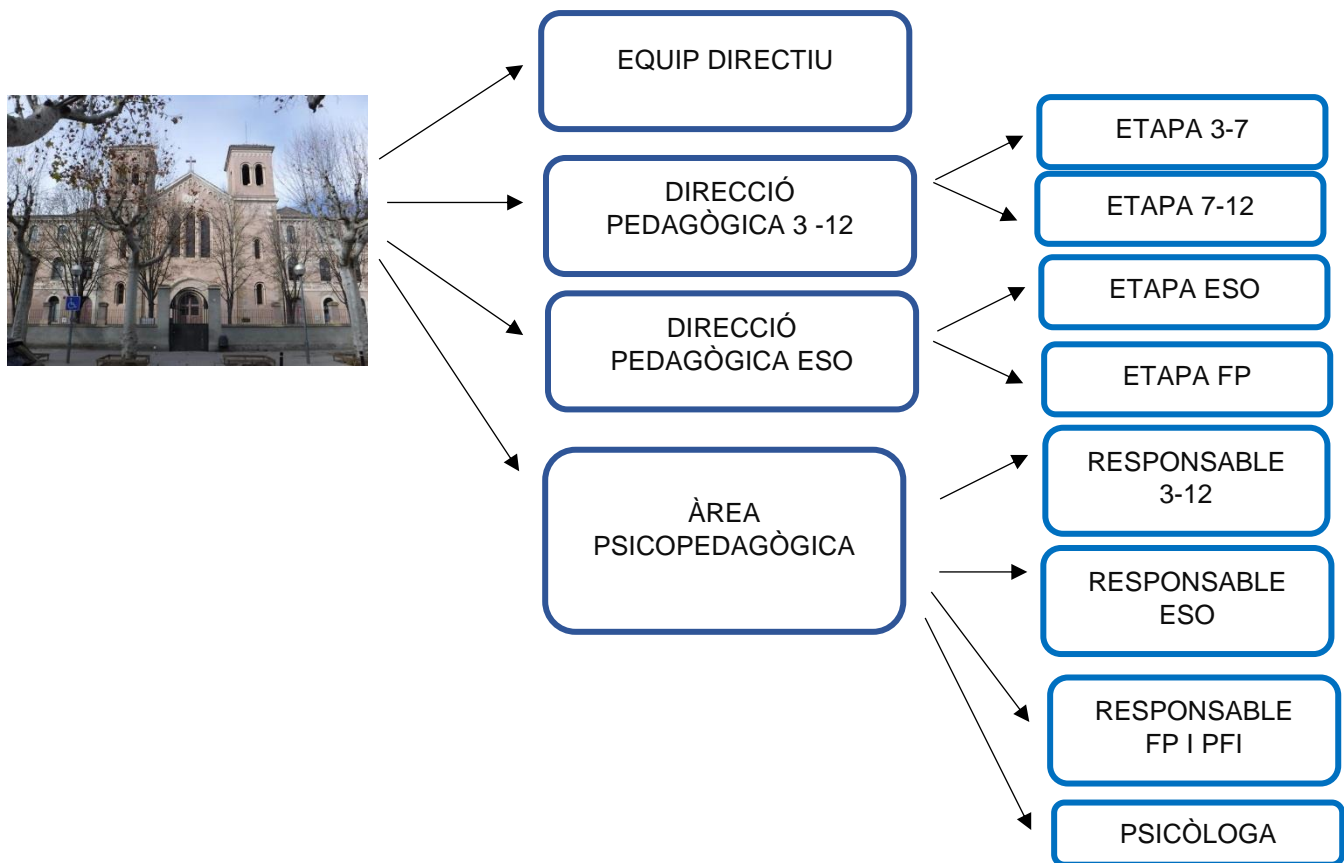 EQUIP DIRECTIU
DIRECCIÓ
PEDAGÒGICA 3 -12
DIRECCIÓ
PEDAGÒGICA ESO
ÀREA
PSICOPEDAGÒGICA
ETAPA 3-7
ETAPA 7-12
ETAPA ESO
ETAPA FP
RESPONSABLE
3-12
RESPONSABLE
ESO
RESPONSABLE
FP I PFI
PSICÒLOGA